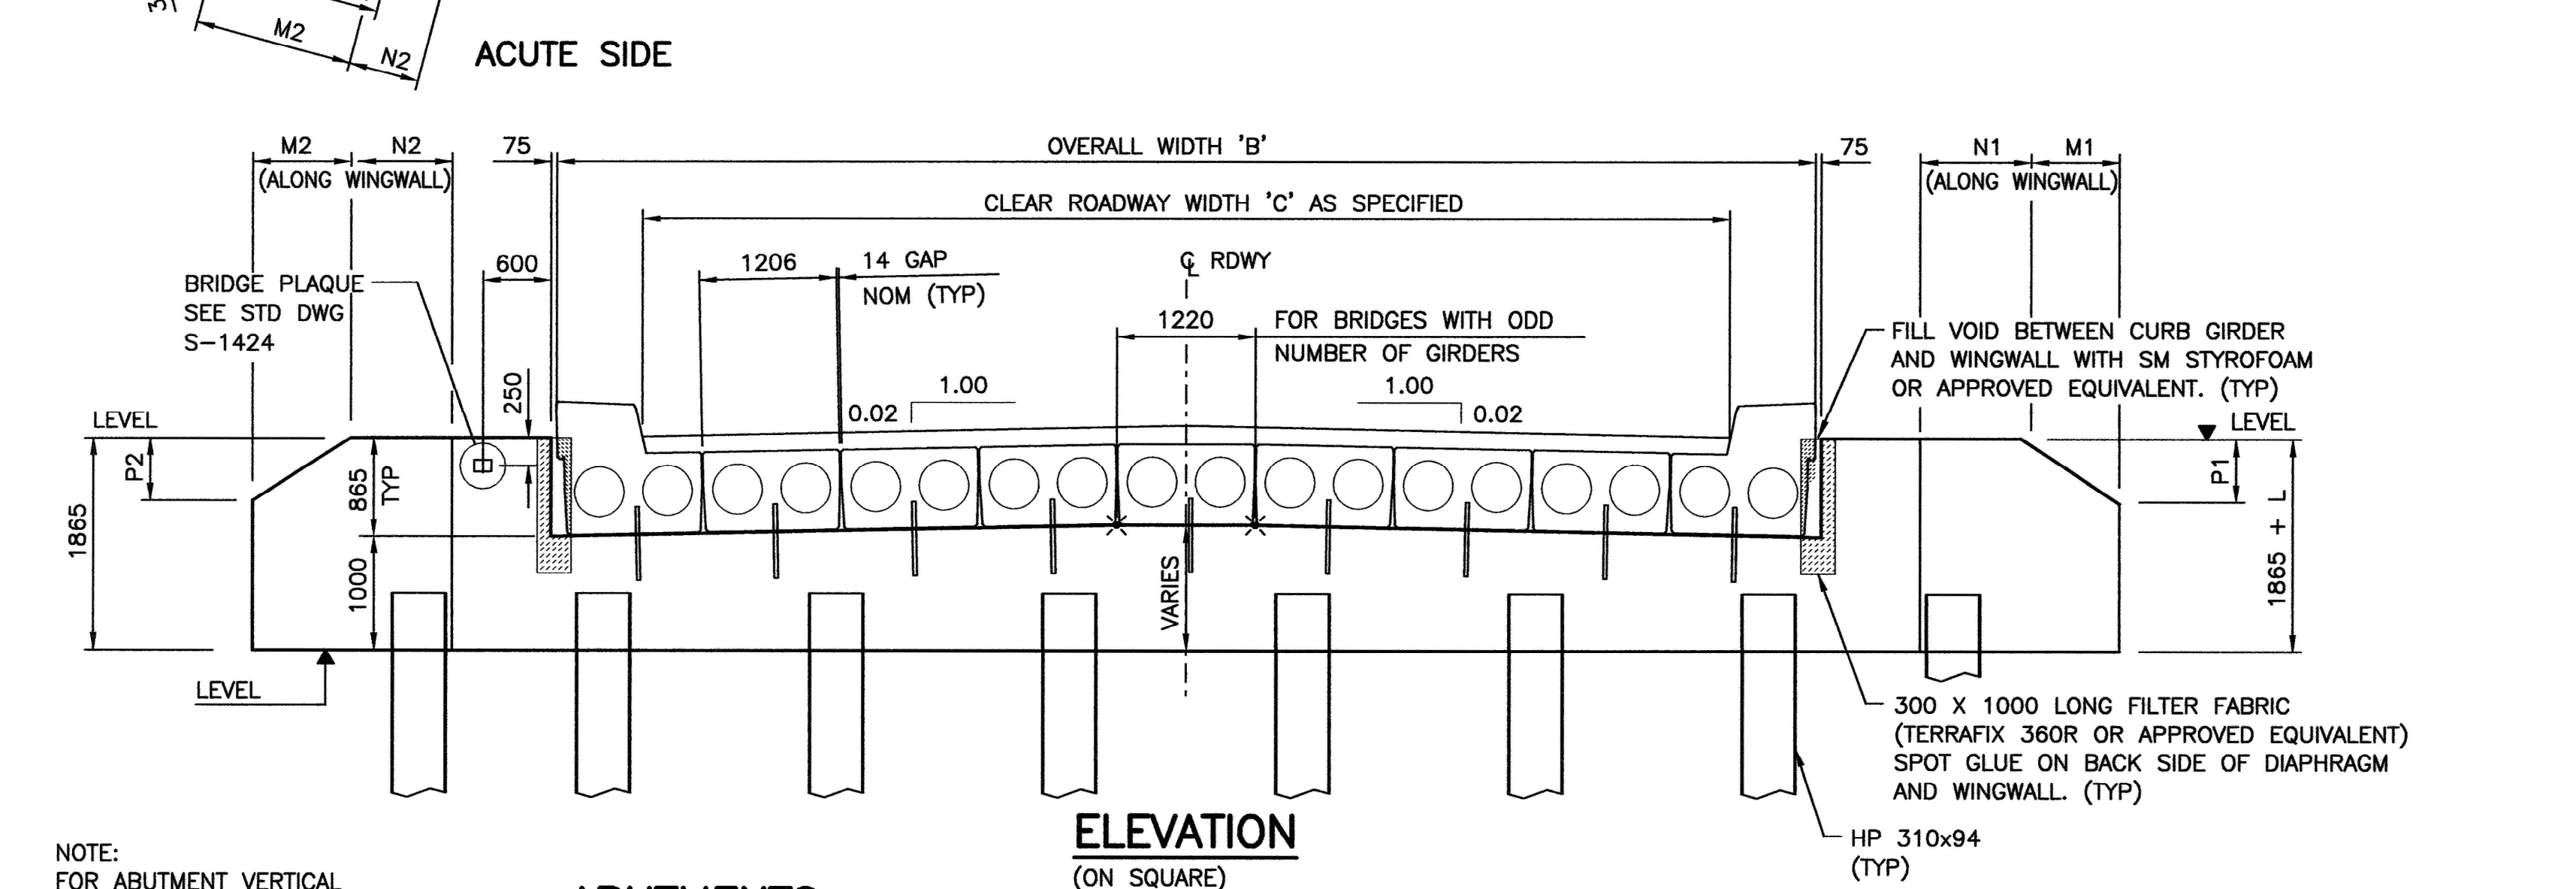 M2
N2
ACUTE SIDE
M2
N2
(ALONG WINGWALL)
75
OVERALL WIDTH 'B'
75
N1
M1
(ALONG WINGWALL)
CLEAR ROADWAY WIDTH 'C' AS SPECIFIED
600
1206
14 GAP
NOM (TYP)
℄ RDWY
BRIDGE PLAQUE
SEE STD DWG
S-1424
1220
FOR BRIDGES WITH ODD
NUMBER OF GIRDERS
FILL VOID BETWEEN CURB GIRDER
AND WINGWALL WITH SM STYROFOAM
OR APPROVED EQUIVALENT. (TYP)
250
1.00
0.02
1.00
0.02
LEVEL
LEVEL
P2
865
TYP
P1
1865
1000
VARIES
1865 + L
LEVEL
300 X 1000 LONG FILTER FABRIC
(TERRAFIX 360R OR APPROVED EQUIVALENT)
SPOT GLUE ON BACK SIDE OF DIAPHRAGM
AND WINGWALL. (TYP)
HP 310x94
(TYP)
ELEVATION
(ON SQUARE)
NOTE:
FOR ABUTMENT VERTICAL